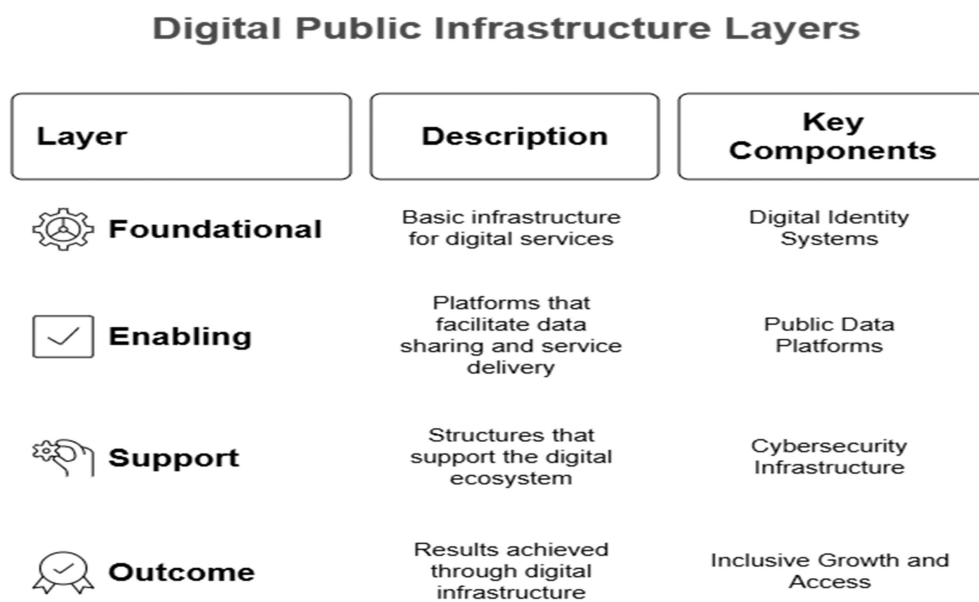 Digital Public Infrastructure Layers
Layer
Description
Key
Components
Foundational
Basic infrastructure
for digital services
Digital Identity
Systems
Enabling
Platforms that
facilitate data
sharing and service
delivery
Public Data
Platforms
Support
Structures that
support the digital
ecosystem
Cybersecurity
Infrastructure
Outcome
Results achieved
through digital
infrastructure
Inclusive Growth and
Access